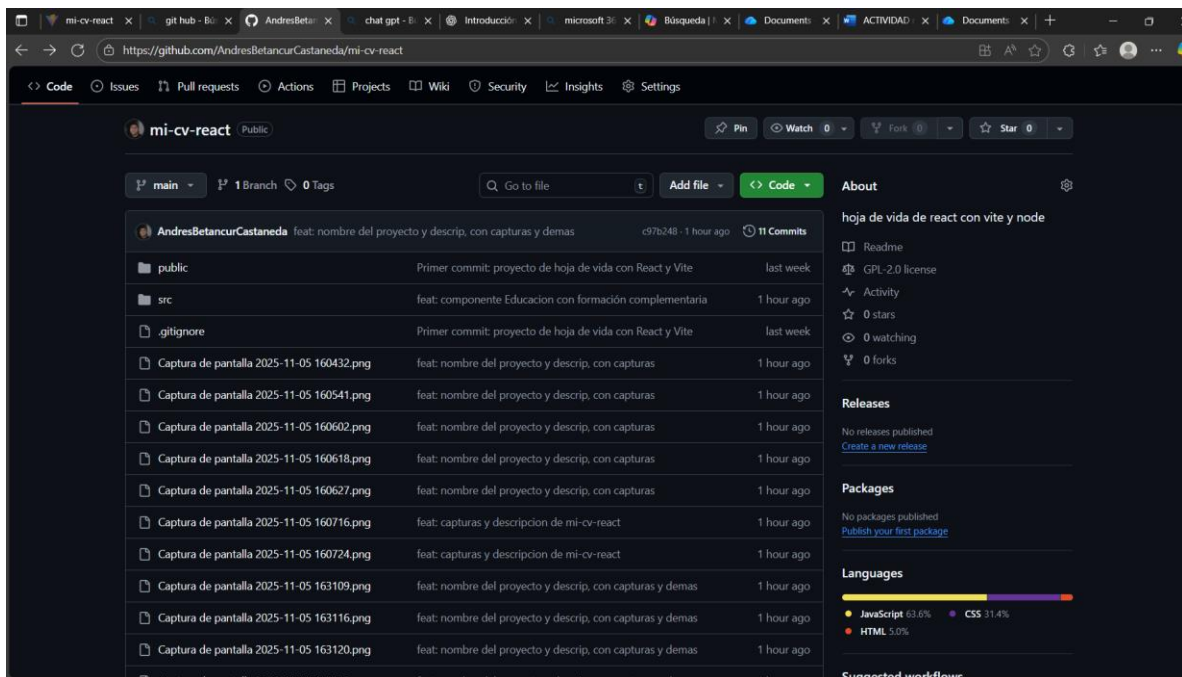 mi-cv-react
git hub - Bús
AndresBetan
chat gpt - B
Introducción
microsoft 36
Búsqueda |
Documents
ACTIVIDAD
Documents
https://github.com/AndresBetancurCastaneda/mi-cv-react
Code Issues Pull requests Actions Projects Wiki Security Insights Settings
mi-cv-react Public Pin Watch 0 Fork 0 Star 0
main 1 Branch 0 Tags Go to file t Add file Code
AndresBetancurCastaneda feat: nombre del proyecto y descrip, con capturas y demas c97b248 · 1 hour ago 11 Commits
public Primer commit: proyecto de hoja de vida con React y Vite last week
src feat: componente Educacion con formación complementaria 1 hour ago
.gitignore Primer commit: proyecto de hoja de vida con React y Vite last week
Captura de pantalla 2025-11-05 160432.png feat: nombre del proyecto y descrip, con capturas 1 hour ago
Captura de pantalla 2025-11-05 160541.png feat: nombre del proyecto y descrip, con capturas 1 hour ago
Captura de pantalla 2025-11-05 160602.png feat: nombre del proyecto y descrip, con capturas 1 hour ago
Captura de pantalla 2025-11-05 160618.png feat: nombre del proyecto y descrip, con capturas 1 hour ago
Captura de pantalla 2025-11-05 160627.png feat: nombre del proyecto y descrip, con capturas 1 hour ago
Captura de pantalla 2025-11-05 160716.png feat: capturas y descripcion de mi-cv-react 1 hour ago
Captura de pantalla 2025-11-05 160724.png feat: capturas y descripcion de mi-cv-react 1 hour ago
Captura de pantalla 2025-11-05 163109.png feat: nombre del proyecto y descrip, con capturas y demas 1 hour ago
Captura de pantalla 2025-11-05 163116.png feat: nombre del proyecto y descrip, con capturas y demas 1 hour ago
Captura de pantalla 2025-11-05 163120.png feat: nombre del proyecto y descrip, con capturas y demas 1 hour ago
About
hoja de vida de react con vite y node
Readme
GPL-2.0 license
Activity
0 stars
0 watching
0 forks
Releases
No releases published
Create a new release
Packages
No packages published
Publish your first package
Languages
JavaScript 63.6% CSS 31.4%
HTML 5.0%
Suggested workflows